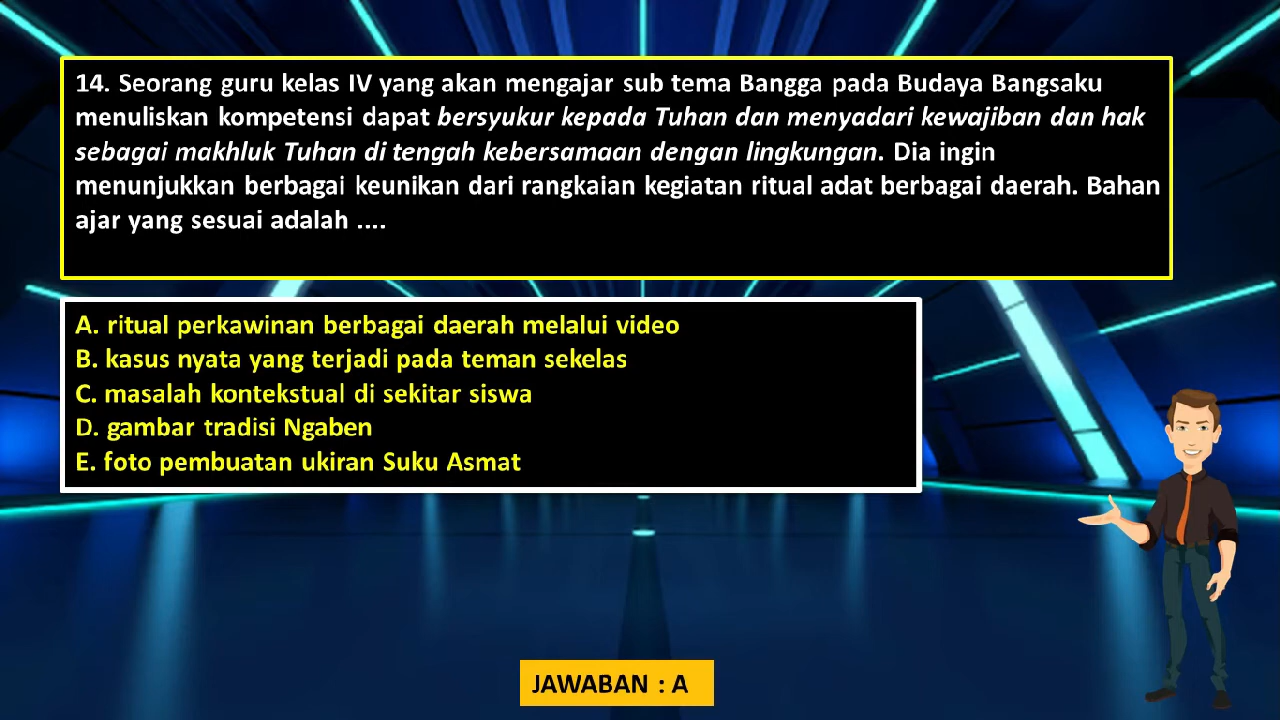 14. Seorang guru kelas IV yang akan mengajar sub tema Bangga pada Budaya Bangsaku
menuliskan kompetensi dapat bersyukur kepada Tuhan dan menyadari kewajiban dan hak
sebagai makhluk Tuhan di tengah kebersamaan dengan lingkungan. Dia ingin
menunjukkan berbagai keunikan dari rangkaian kegiatan ritual adat berbagai daerah. Bahan
ajar yang sesuai adalah ....
A. ritual perkawinan berbagai daerah melalui video
B. kasus nyata yang terjadi pada teman sekelas
C. masalah kontekstual di sekitar siswa
D. gambar tradisi Ngaben
E. foto pembuatan ukiran Suku Asmat
JAWABAN : A